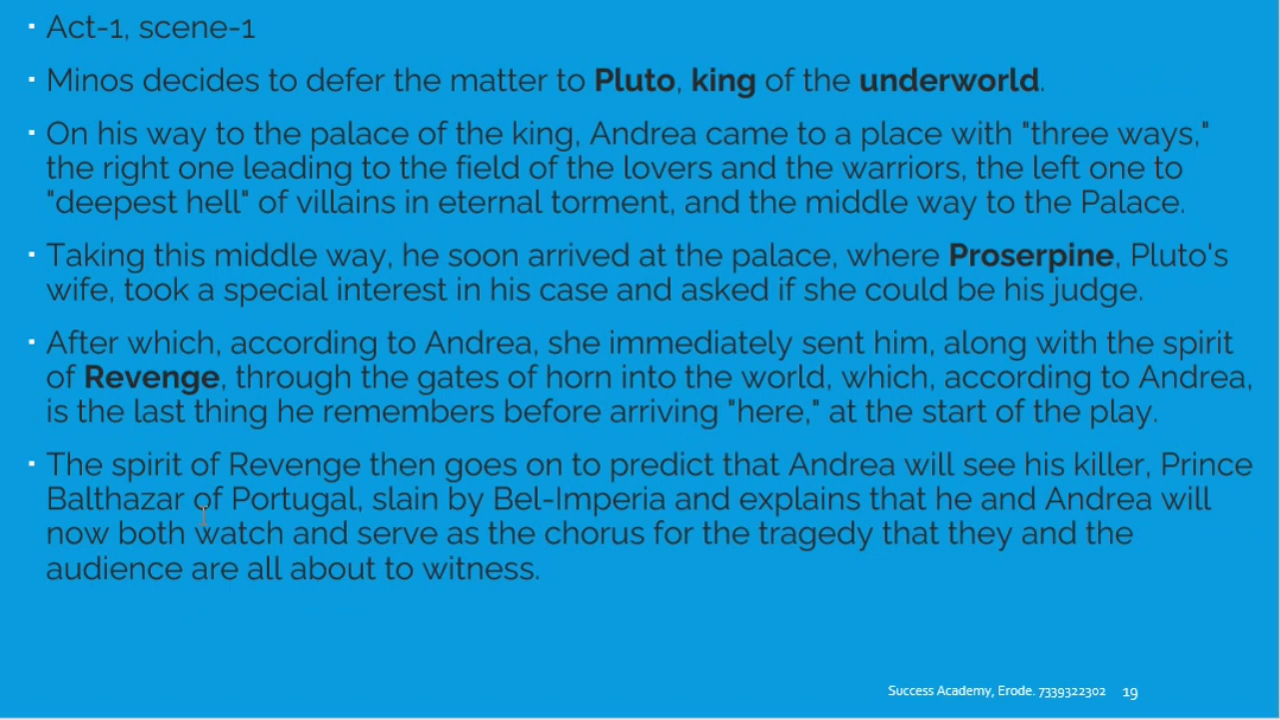 Act-1, scene-1
Minos decides to defer the matter to Pluto, king of the underworld.
On his way to the palace of the king, Andrea came to a place with "three ways,"
the right one leading to the field of the lovers and the warriors, the left one to
"deepest hell" of villains in eternal torment, and the middle way to the Palace.
Taking this middle way, he soon arrived at the palace, where Proserpine, Pluto's
wife, took a special interest in his case and asked if she could be his judge.
After which, according to Andrea, she immediately sent him, along with the spirit
of Revenge, through the gates of horn into the world, which, according to Andrea,
is the last thing he remembers before arriving "here," at the start of the play.
The spirit of Revenge then goes on to predict that Andrea will see his killer, Prince
Balthazar of Portugal, slain by Bel-Imperia and explains that he and Andrea will
now both watch and serve as the chorus for the tragedy that they and the
audience are all about to witness.
Success Academy, Erode. 7339322302 19